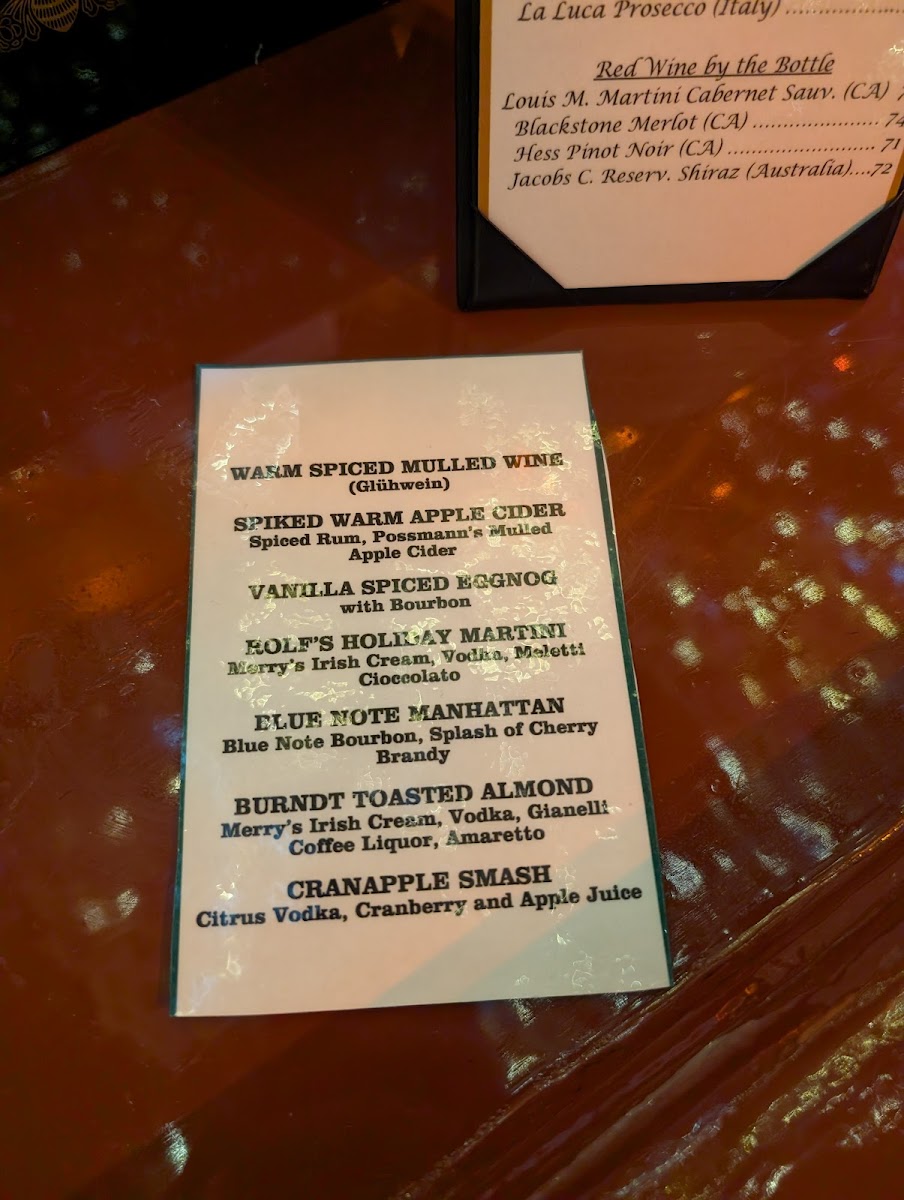 La Luca Prosecco (Italy) ....................
Red Wine by the Bottle
Louis M. Martini Cabernet Sauv. (CA)
Blackstone Merlot (CA) ..................... 74
Hess Pinot Noir (CA) ......................... 71
Jacobs C. Reserv. Shiraz (Australia)....72
WARM SPICED MULLED WINE
(Glühwein)
SPIKED WARM APPLE CIDER
Spiced Rum, Possmann's Mulled
Apple Cider
VANILLA SPICED EGGNOG
with Bourbon
ROLF'S HOLIDAY MARTINI
Merry's Irish Cream, Vodka, Meletti
Cioccolato
BLUE NOTE MANHATTAN
Blue Note Bourbon, Splash of Cherry
Brandy
BURNDT TOASTED ALMOND
Merry's Irish Cream, Vodka, Gianelli
Coffee Liquor, Amaretto
CRANAPPLE SMASH
Citrus Vodka, Cranberry and Apple Juice